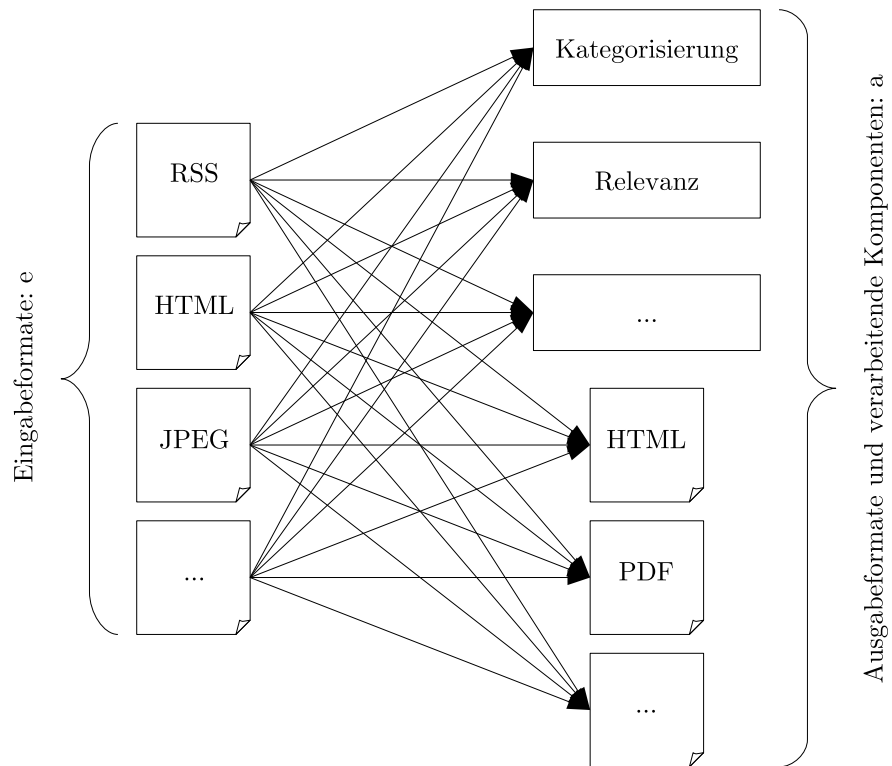 Eingabeformate: e
RSS
HTML
JPEG
...
Kategorisierung
Relevanz
...
HTML
PDF
...
Ausgabeformate und verarbeitende Komponenten: a